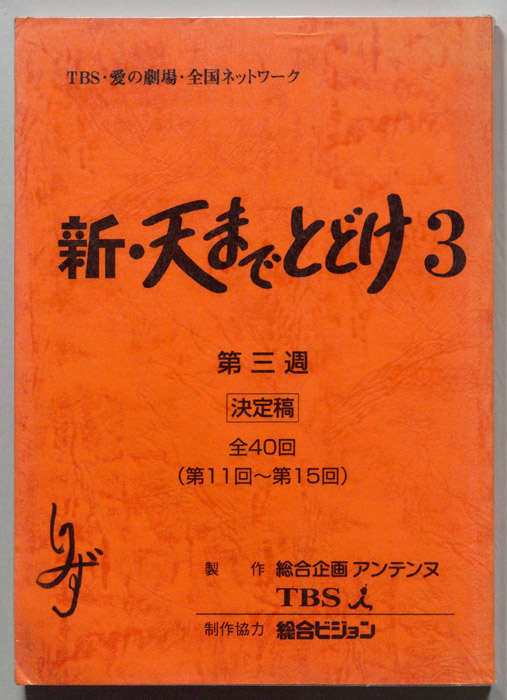 TBS・愛の劇場・全国ネットワーク
新・天までとどけ3
第三週
決定稿
全40回
(第11回〜第15回)
りず
製作 総合企画アンテンヌ
TBS i
制作協力 総合ビジョン